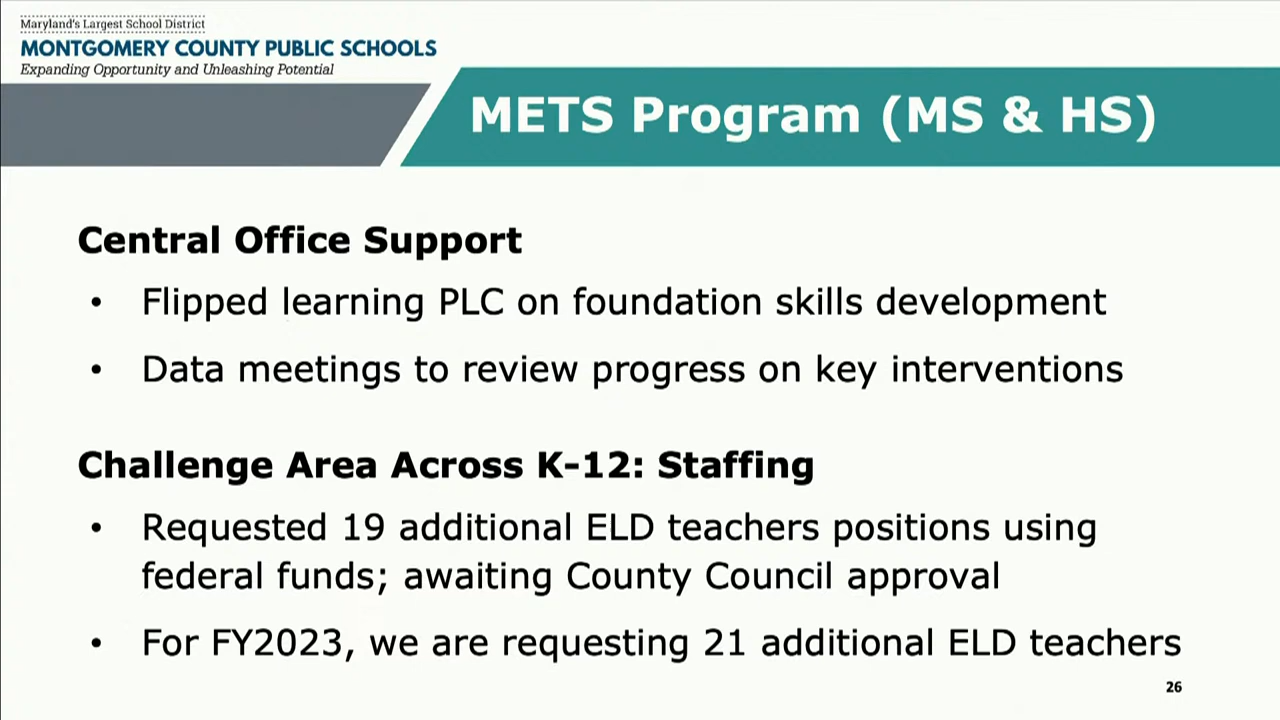 Maryland's Largest School District
MONTGOMERY COUNTY PUBLIC SCHOOLS
Expanding Opportunity and Unleashing Potential
METS Program (MS & HS)
Central Office Support
• Flipped learning PLC on foundation skills development
• Data meetings to review progress on key interventions
Challenge Area Across K-12: Staffing
• Requested 19 additional ELD teachers positions using
federal funds; awaiting County Council approval
• For FY2023, we are requesting 21 additional ELD teachers
26